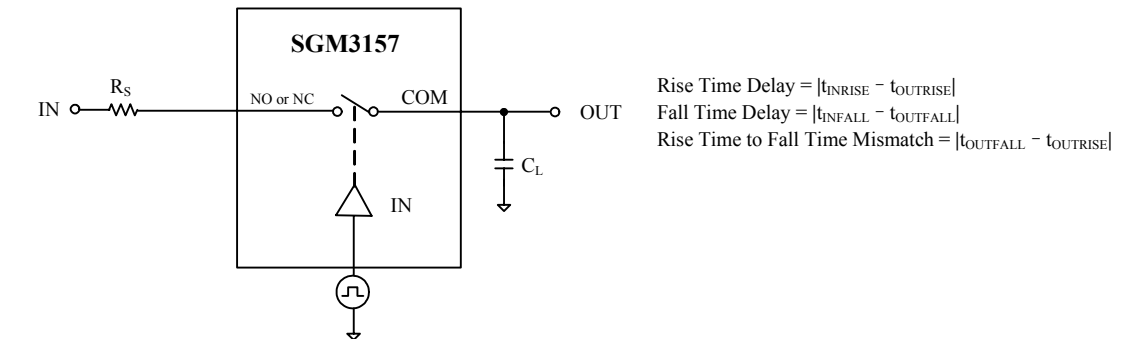 SGM3157
R_S
IN
NO or NC
COM
OUT
C_L
IN
Rise Time Delay = |t_INRISE - t_OUTRISE|
Fall Time Delay = |t_INFALL - t_OUTFALL|
Rise Time to Fall Time Mismatch = |t_OUTFALL - t_OUTRISE|